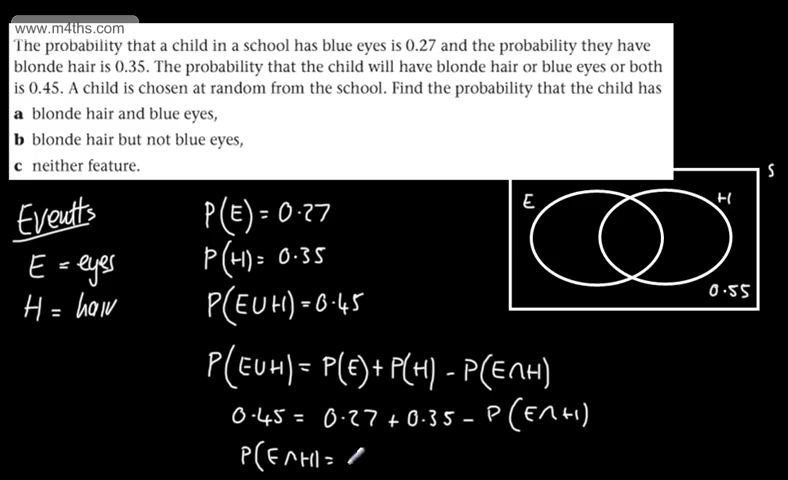 www.m4ths.com
The probability that a child in a school has blue eyes is 0.27 and the probability they have
blonde hair is 0.35. The probability that the child will have blonde hair or blue eyes or both
is 0.45. A child is chosen at random from the school. Find the probability that the child has
a blonde hair and blue eyes,
b blonde hair but not blue eyes,
c neither feature.
Events
E = eyes
H = hair
P(E) = 0.27
P(H) = 0.35
P(E∪H) = 0.45
S
E
H
0.55
P(E∪H) = P(E) + P(H) - P(E∩H)
0.45 = 0.27 + 0.35 - P(E∩H)
P(E∩H) =